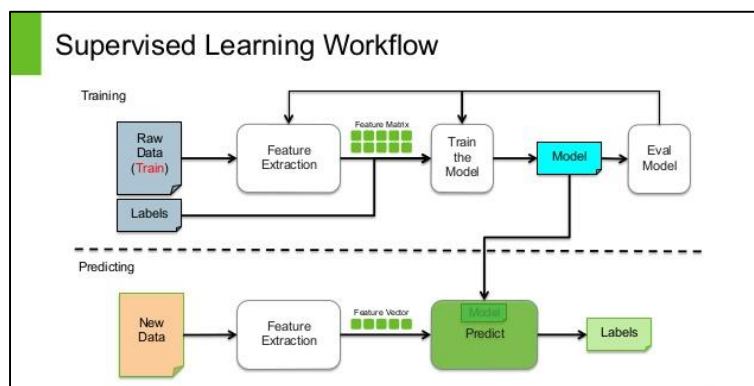 Supervised Learning Workflow
Training
Raw
Data
(Train)
Labels
Feature
Extraction
Feature Matrix
Train
the
Model
Model
Eval
Model
Predicting
New
Data
Feature
Extraction
Feature Vector
Model
Predict
Labels